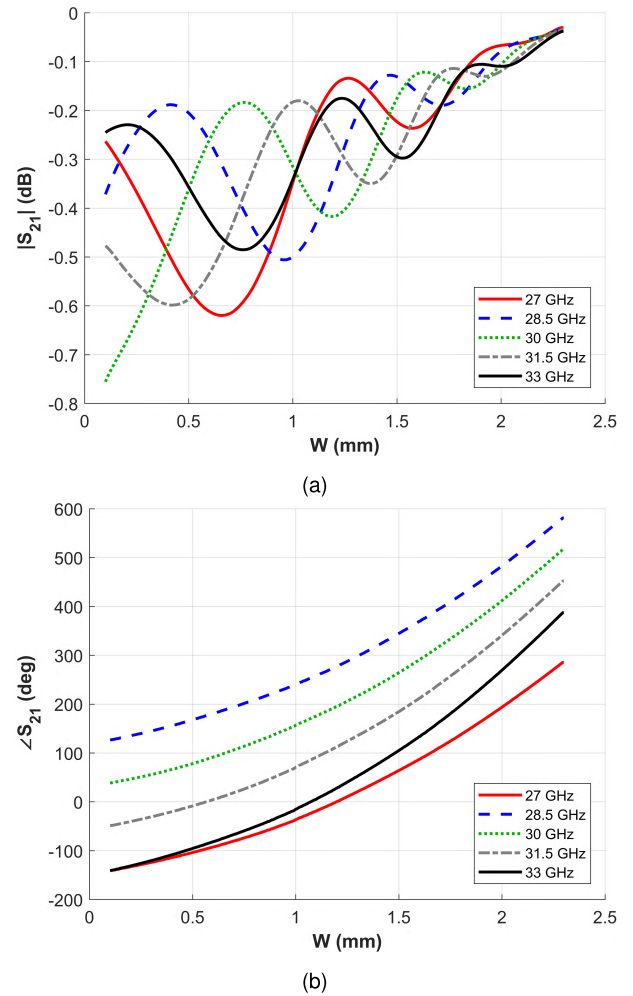 0
-0.1
-0.2
-0.3
-0.4
-0.5
-0.6
-0.7
-0.8
|S21| (dB)
27 GHz
28.5 GHz
30 GHz
31.5 GHz
33 GHz
0 0.5 1 1.5 2 2.5
W (mm)
(a)
600
500
400
300
200
100
0
-100
-200
∠S21 (deg)
27 GHz
28.5 GHz
30 GHz
31.5 GHz
33 GHz
0 0.5 1 1.5 2 2.5
W (mm)
(b)